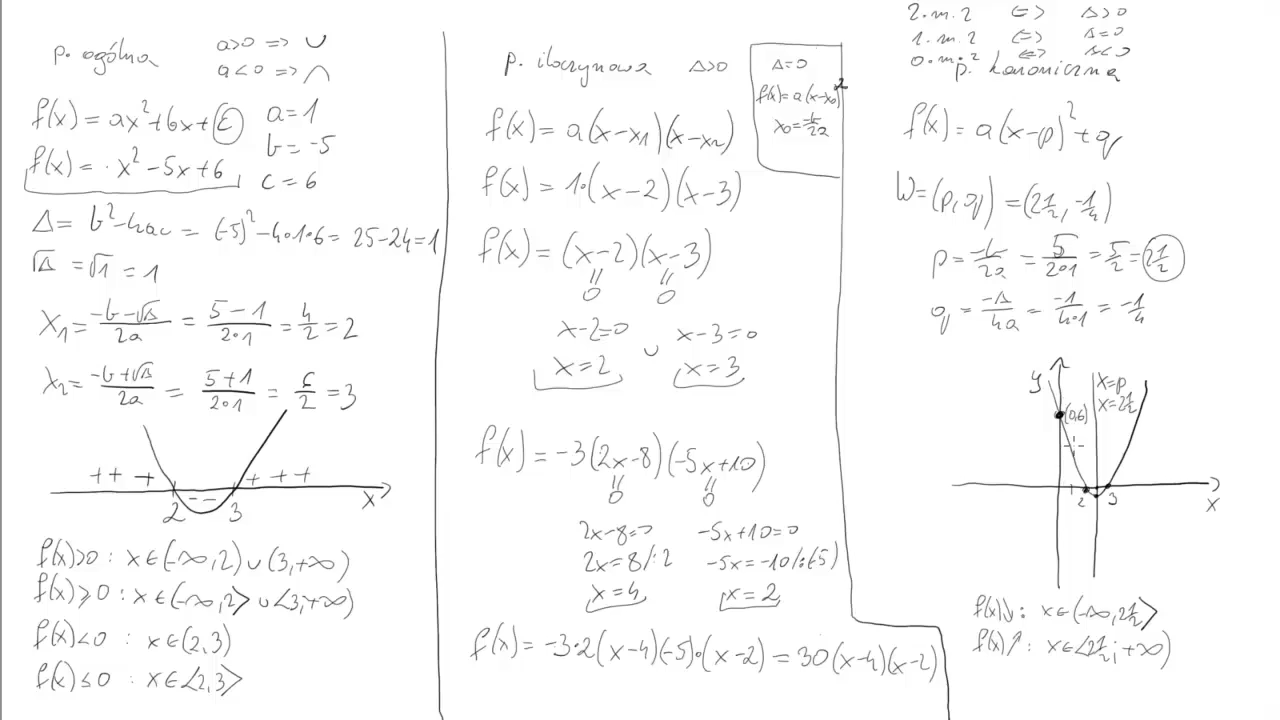 p. ogólna
a>0 => ∪
a<0 => ∩
f(x) = ax²+bx+c
a=1
f(x) = x²-5x+6
b=-5
c=6
Δ= b²-4ac = (-5)²-4·1·6= 25-24=1
√Δ =√1 =1
x₁= (-b-√Δ)/2a = (5-1)/2·1 = 4/2 =2
x₂= (-b+√Δ)/2a = (5+1)/2·1 = 6/2 =3
+ + + -- + + +
2 3 x
f(x)>0 : x∈(-∞,2)∪(3,+∞)
f(x)⩾0 : x∈(-∞,2>∪<3,+∞)
f(x)<0 : x∈(2,3)
f(x)≤0 : x∈<2,3>
p. iloczynowa Δ>0
Δ=0
f(x)=a(x-x₀)²
x₀=-b/2a
f(x) = a(x-x₁)(x-x₂)
f(x) = 1·(x-2)(x-3)
f(x) = (x-2)(x-3)
0 0
x-2=0 ∪ x-3=0
x=2 x=3
f(x) = -3(2x-8)(-5x+10)
0 0
2x-8=0 -5x+10=0
2x=8/:2 -5x=-10/:(-5)
x=4 x=2
f(x) = -3·2(x-4)(-5)·(x-2) = 30(x-4)(x-2)
2.m.z <=> Δ>0
1.m.z <=> Δ=0
0.m.z <=> Δ<0
p. kanoniczna
f(x) = a(x-p)²+q
W=(p,q) =(2½,-¼)
p= -b/2a = 5/2·1 = 5/2 = 2½
q= -Δ/4a = -1/4·1 = -¼
y
x=p
x=2½
(0,6)
2 3 x
f(x)↓: x∈(-∞,2½>
f(x)↑: x∈<2½;+∞)